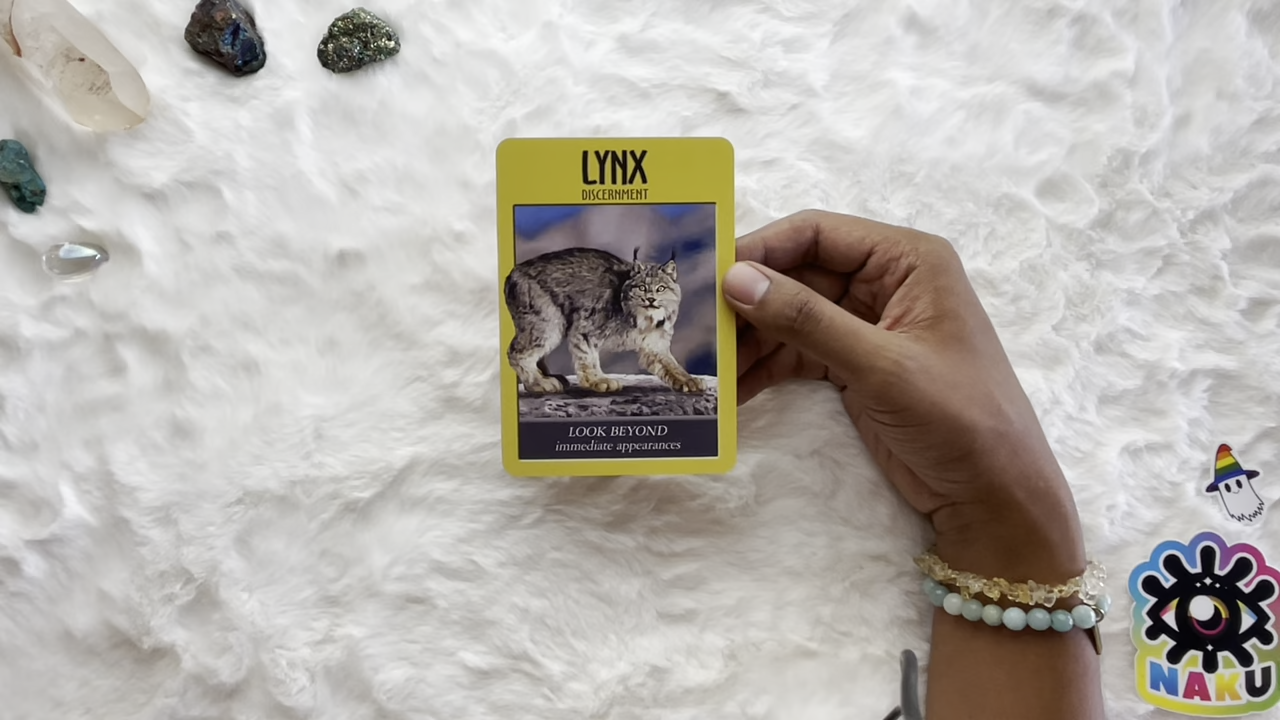 LYNX
DISCERNMENT
LOOK BEYOND
immediate appearances
NAKU